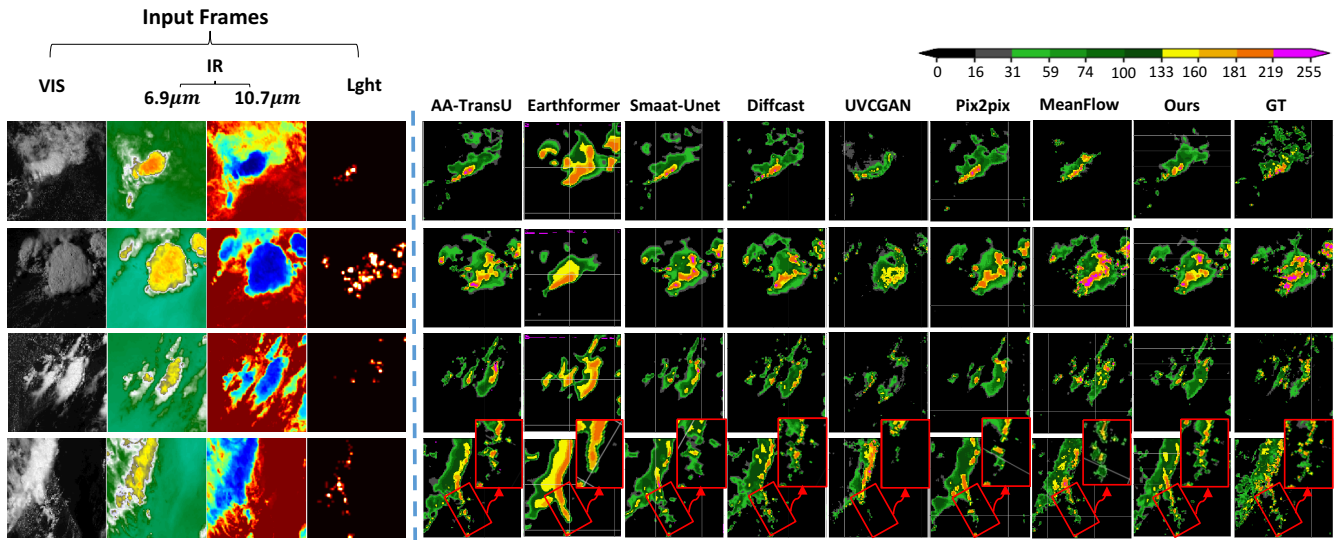 Input Frames
VIS
IR
6.9μm 10.7μm
Lght
0 16 31 59 74 100 133 160 181 219 255
AA-TransU Earthformer Smaat-Unet Diffcast UVCGAN Pix2pix MeanFlow Ours GT